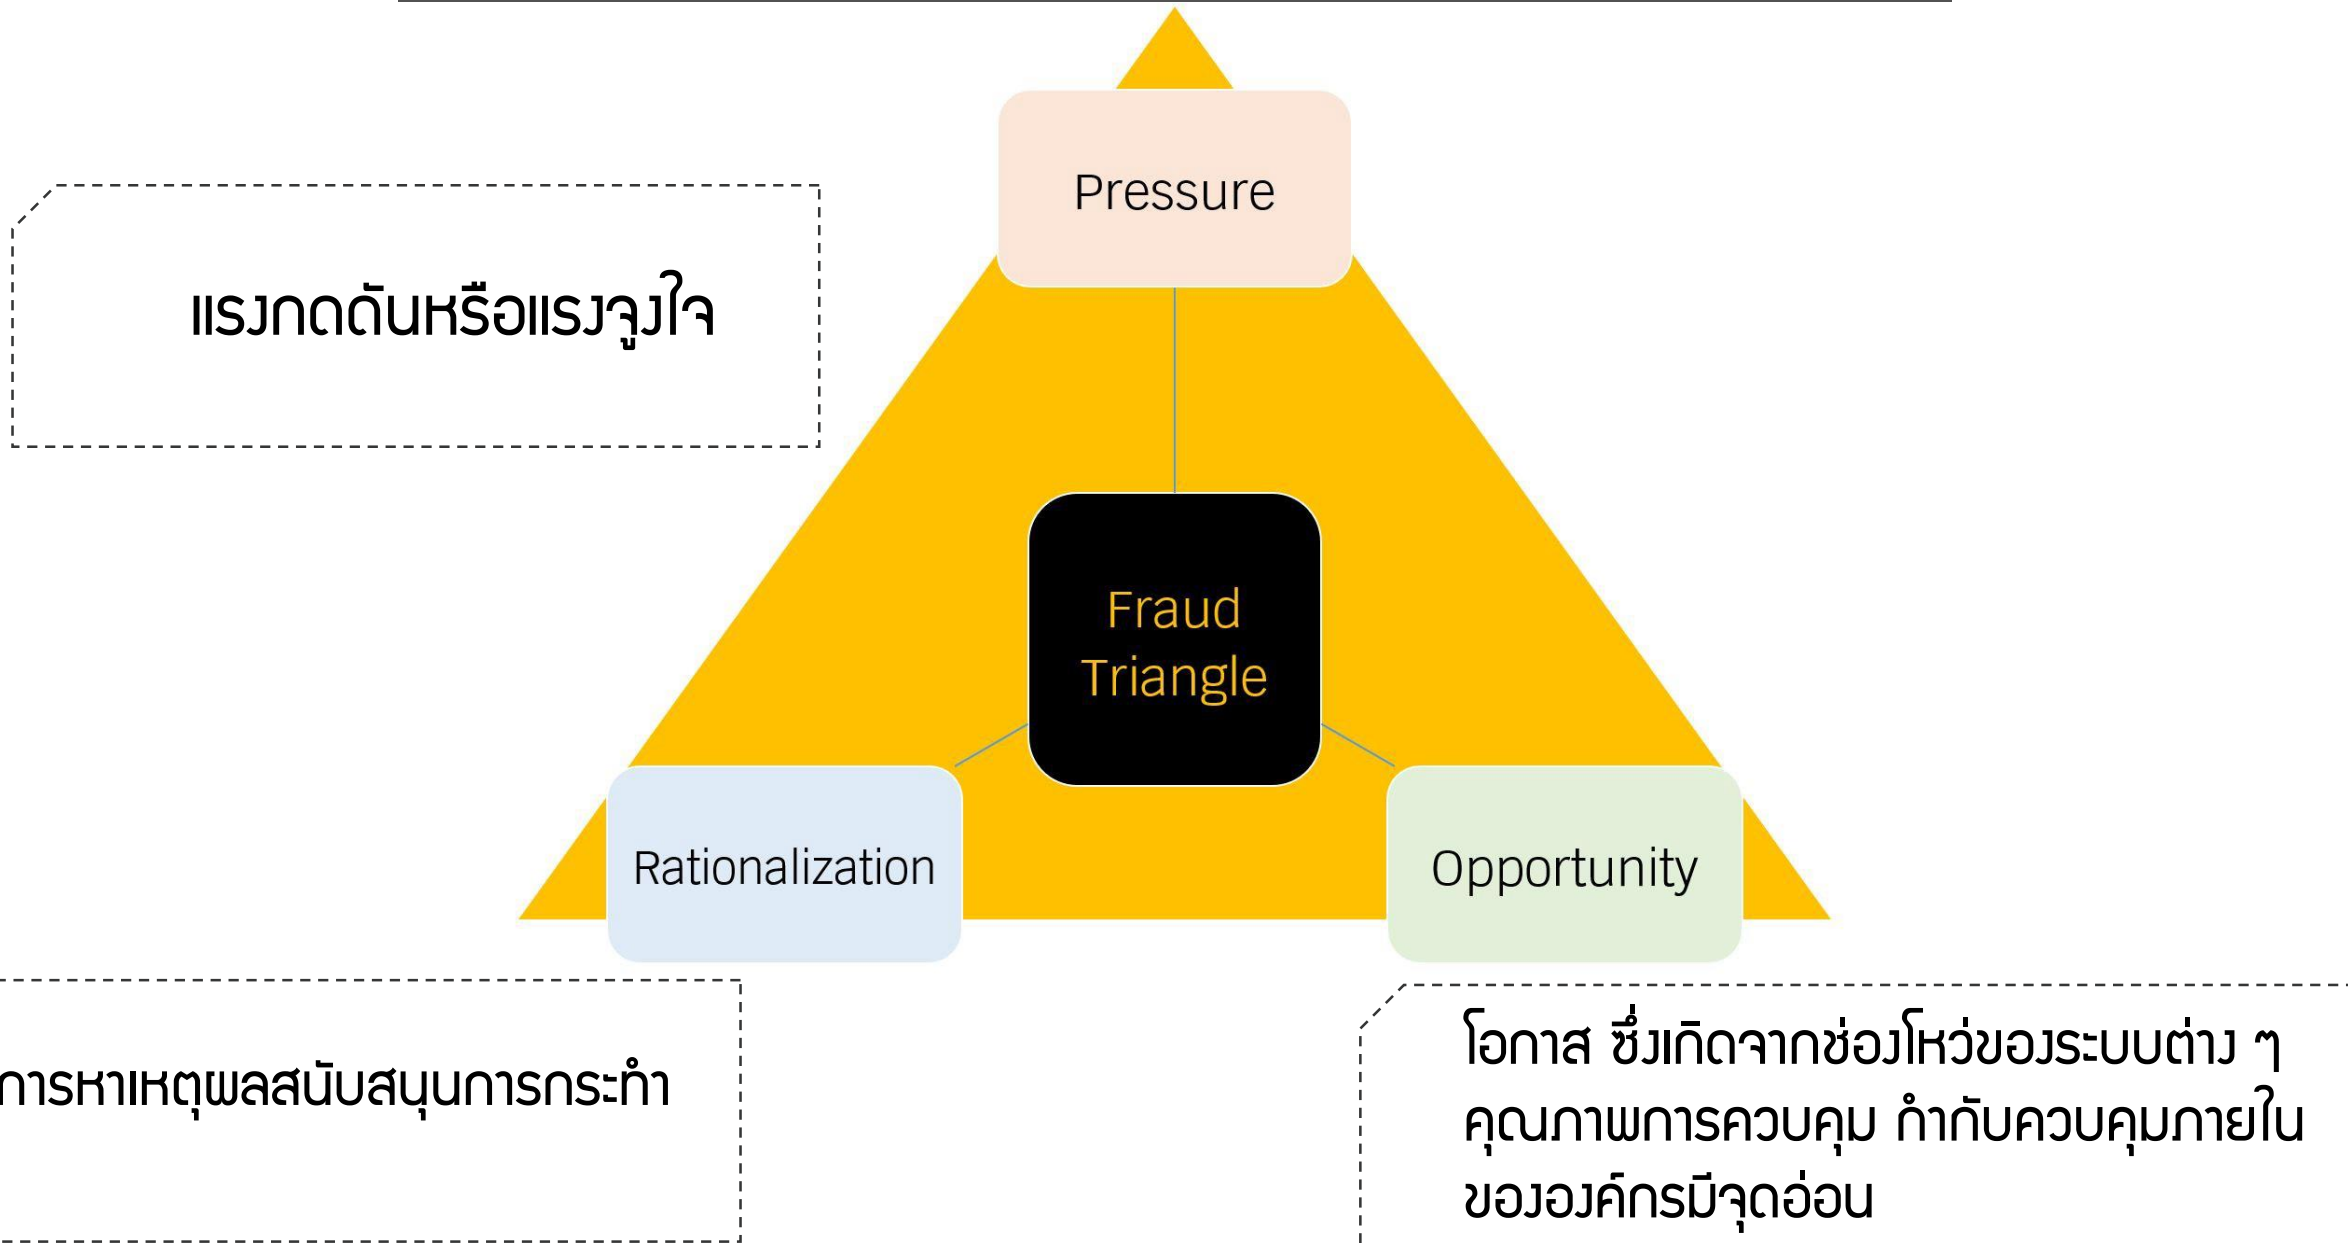 Pressure
แรงกดดันหรือแรงจูงใจ
Fraud
Triangle
Rationalization
Opportunity
การหาเหตุผลสนับสนุนการกระทำ
โอกาส ซึ่งเกิดจากช่องโหว่ของระบบต่าง ๆ
คุณภาพการควบคุม กำกับควบคุมภายใน
ขององค์กรมีจุดอ่อน